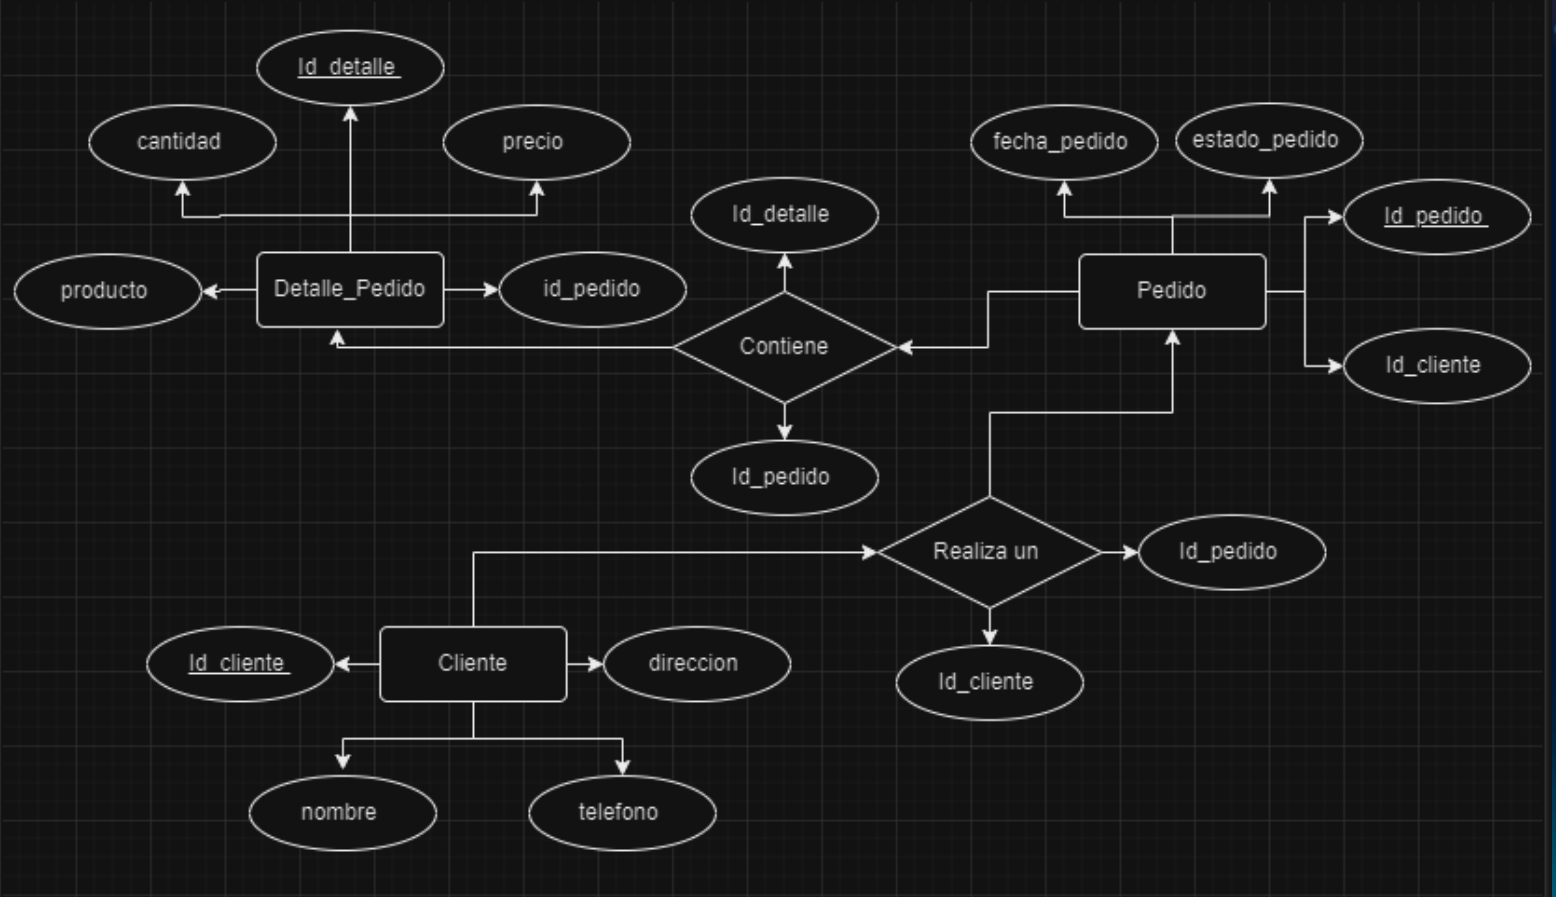 Id_detalle
cantidad
precio
fecha_pedido
estado_pedido
Id_detalle
Id_pedido
producto
Detalle_Pedido
id_pedido
Pedido
Contiene
Id_cliente
Id_pedido
Realiza un
Id_pedido
Id_cliente
Cliente
direccion
Id_cliente
nombre
telefono